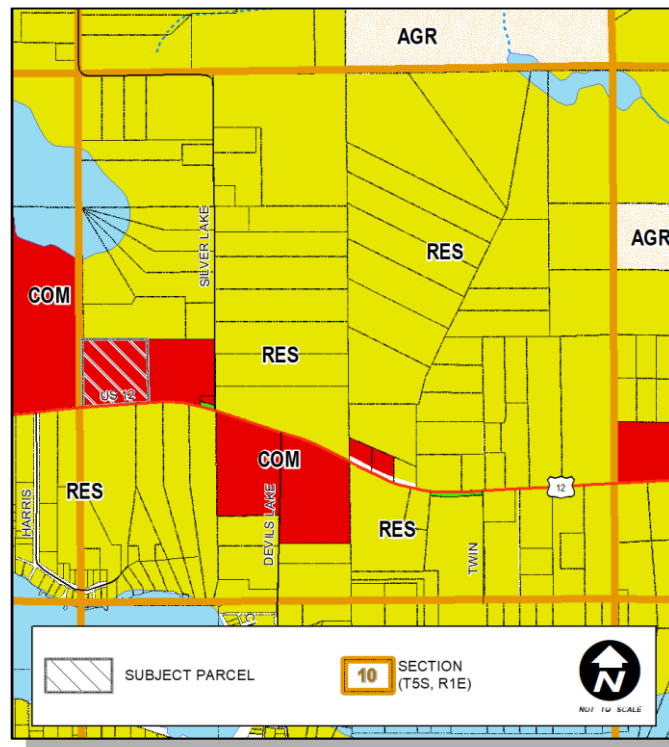 AGR
SILVER LAKE
RES
AGR
COM
RES
US 12
COM
RES
HARRIS
DEVILS LAKE
RES
TWIN
12
SUBJECT PARCEL
10
SECTION
(T5S, R1E)
N
NOT TO SCALE